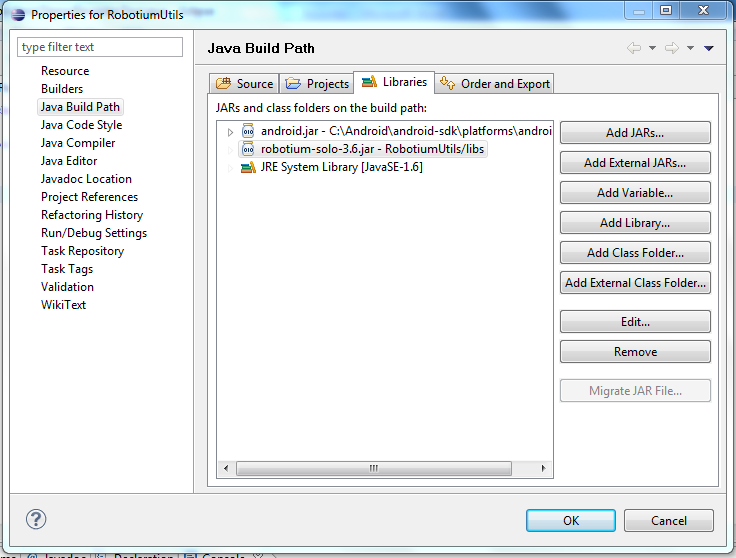 Properties for RobotiumUtils
type filter text
Resource
Builders
Java Build Path
Java Code Style
Java Compiler
Java Editor
Javadoc Location
Project References
Refactoring History
Run/Debug Settings
Task Repository
Task Tags
Validation
WikiText
Java Build Path
Source
Projects
Libraries
Order and Export
JARs and class folders on the build path:
android.jar - C:\Android\android-sdk\platforms\androi
robotium-solo-3.6.jar - RobotiumUtils/libs
JRE System Library [JavaSE-1.6]
Add JARs...
Add External JARs...
Add Variable...
Add Library...
Add Class Folder...
Add External Class Folder...
Edit...
Remove
Migrate JAR File...
OK
Cancel
Javadoc
Declaration
Console